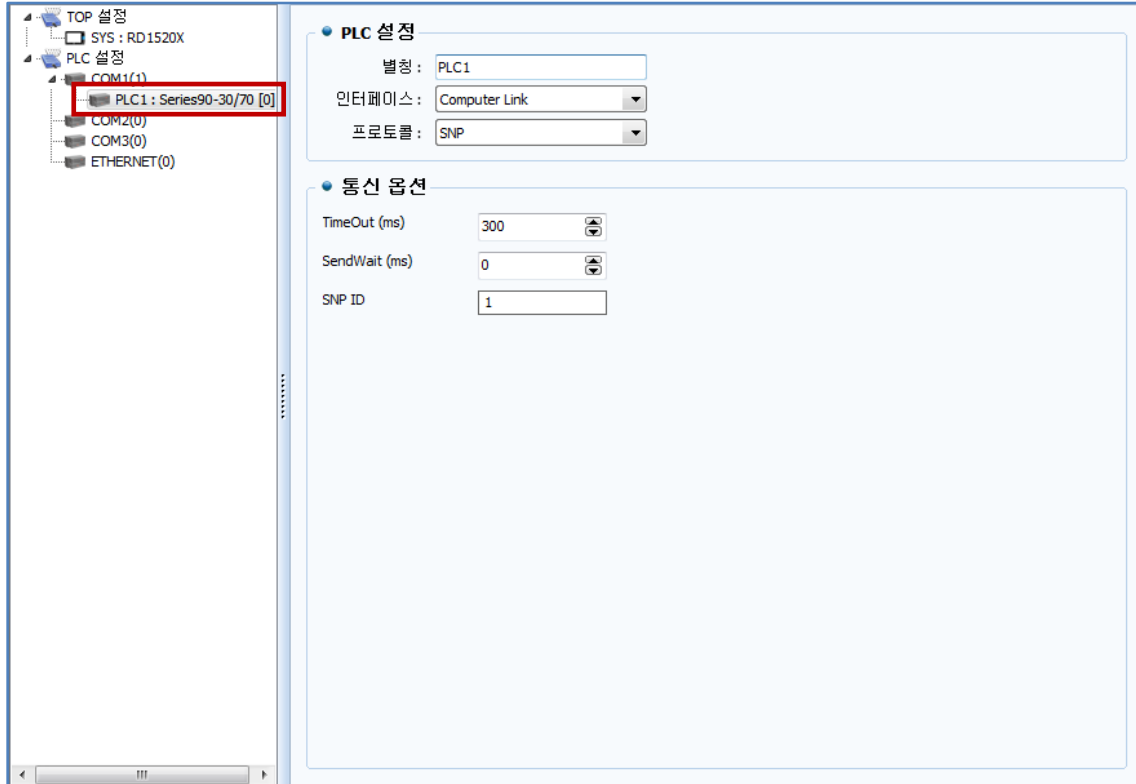 TOP 설정
SYS : RD1520X
PLC 설정
COM1(1)
PLC1 : Series90-30/70 [0]
COM2(0)
COM3(0)
ETHERNET(0)
PLC 설정
별칭 : PLC1
인터페이스 : Computer Link
프로토콜 : SNP
통신 옵션
TimeOut (ms) 300
SendWait (ms) 0
SNP ID 1